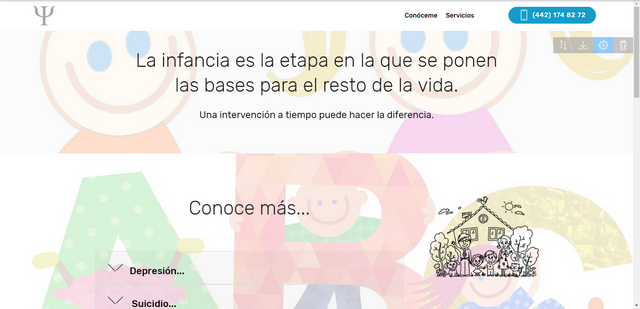 Ψ
Conóceme Servicios (442) 174 82 72
La infancia es la etapa en la que se ponen
las bases para el resto de la vida.
Una intervención a tiempo puede hacer la diferencia.
ABC
Conoce más...
Depresión...
Suicidio...